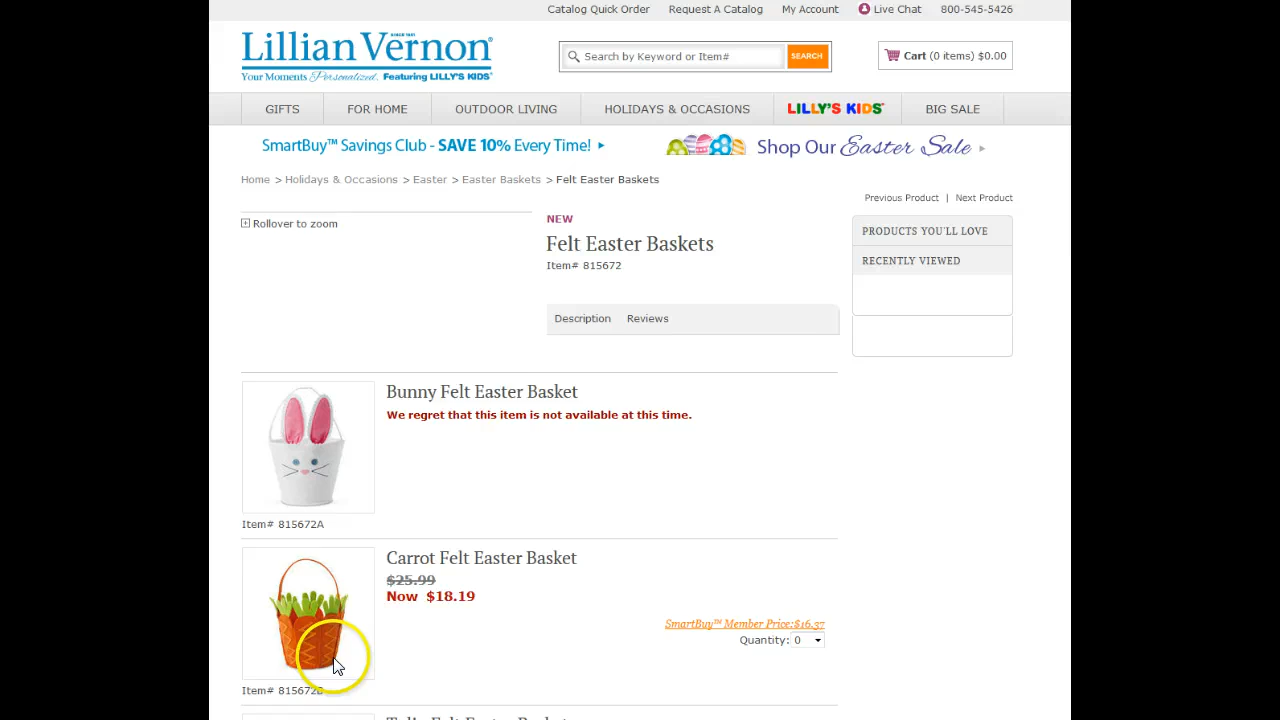 Catalog Quick Order Request A Catalog My Account Live Chat 800-545-5426
SINCE 1951
Lillian Vernon®
Your Moments Personalized. Featuring LILLY'S KIDS®
Search by Keyword or Item# SEARCH
Cart (0 items) $0.00
GIFTS FOR HOME OUTDOOR LIVING HOLIDAYS & OCCASIONS LILLY'S KIDS® BIG SALE
SmartBuy™ Savings Club - SAVE 10% Every Time!
Shop Our Easter Sale
Home > Holidays & Occasions > Easter > Easter Baskets > Felt Easter Baskets
Previous Product | Next Product
Rollover to zoom
NEW
Felt Easter Baskets
Item# 815672
Description Reviews
PRODUCTS YOU'LL LOVE
RECENTLY VIEWED
Bunny Felt Easter Basket
We regret that this item is not available at this time.
Item# 815672A
Carrot Felt Easter Basket
$25.99
Now $18.19
SmartBuy™ Member Price:$16.37
Quantity: 0
Item# 815672B